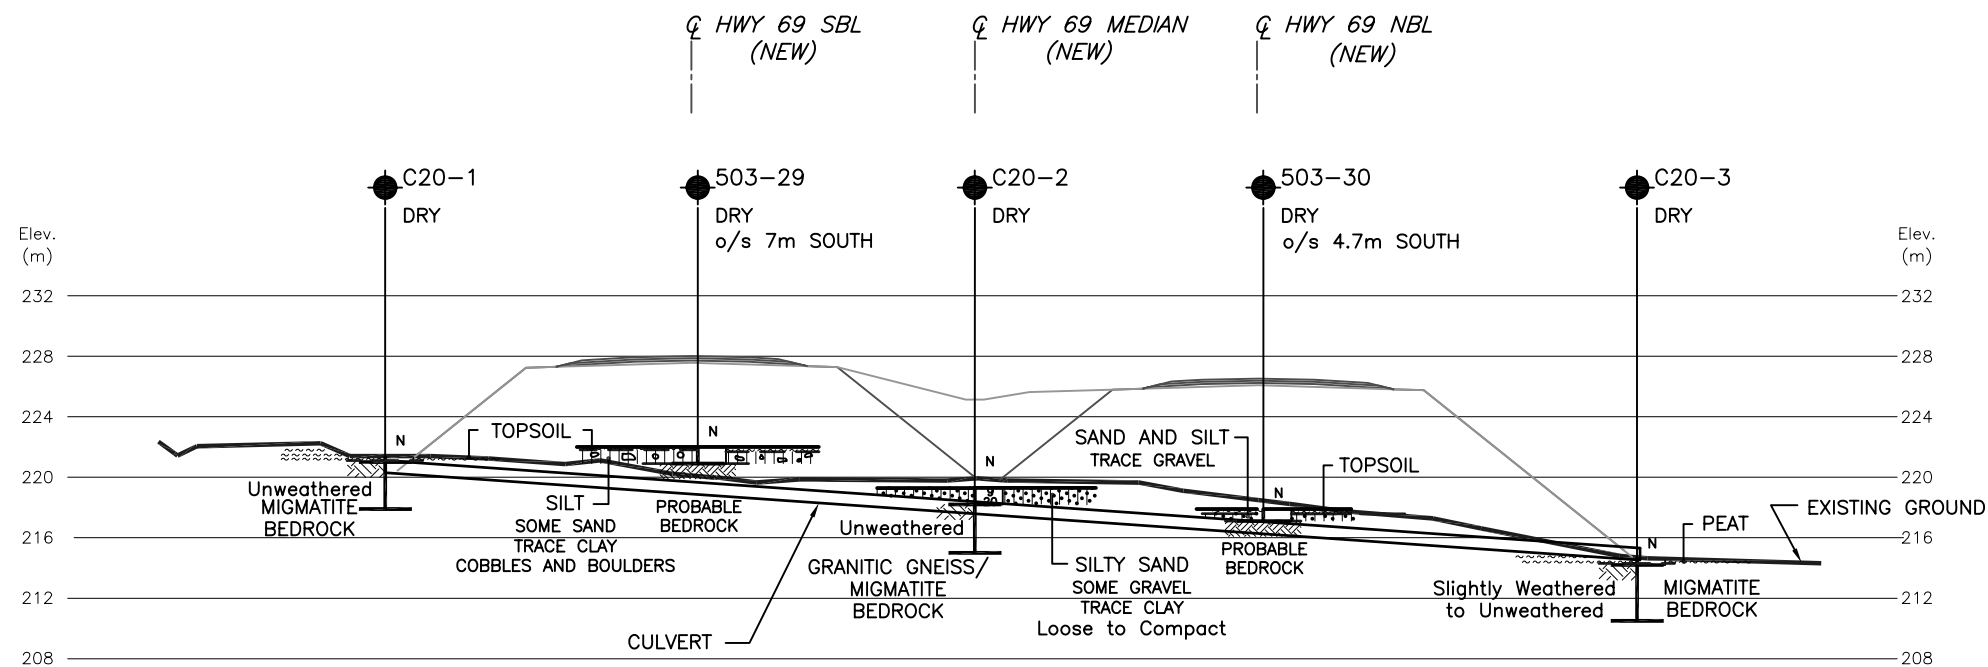 ℄ HWY 69 SBL
(NEW)
℄ HWY 69 MEDIAN
(NEW)
℄ HWY 69 NBL
(NEW)
C20-1
DRY
503-29
DRY
o/s 7m SOUTH
C20-2
DRY
503-30
DRY
o/s 4.7m SOUTH
C20-3
DRY
Elev.
(m)
Elev.
(m)
232
232
228
228
224
224
220
220
216
216
212
212
208
208
N
TOPSOIL
N
N
SAND AND SILT
TRACE GRAVEL
TOPSOIL
N
N
9
20
Unweathered
MIGMATITE
BEDROCK
SILT
SOME SAND
TRACE CLAY
COBBLES AND BOULDERS
PROBABLE
BEDROCK
Unweathered
GRANITIC GNEISS/
MIGMATITE
BEDROCK
SILTY SAND
SOME GRAVEL
TRACE CLAY
Loose to Compact
PROBABLE
BEDROCK
PEAT
EXISTING GROUND
Slightly Weathered
to Unweathered
MIGMATITE
BEDROCK
CULVERT